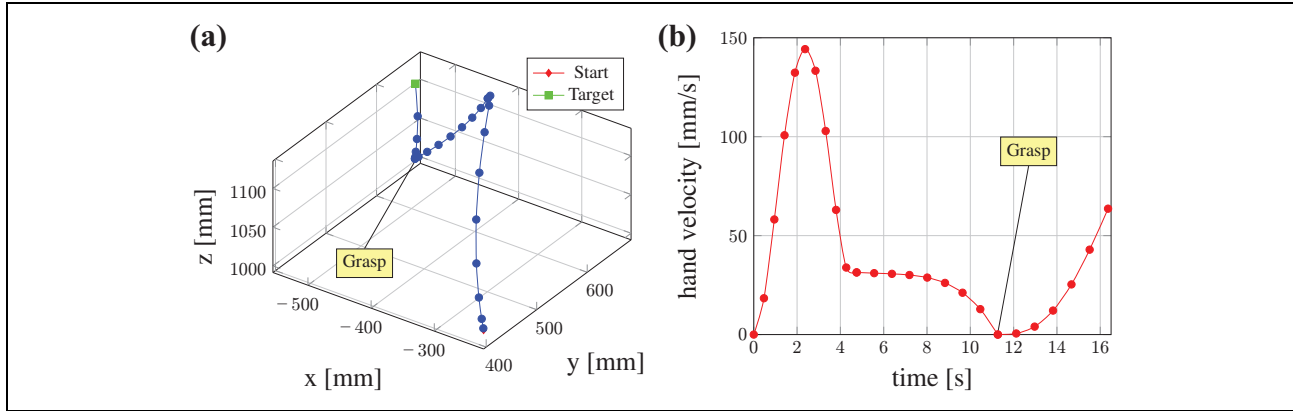 (a)
Start
Target
Grasp
1100
1050
1000
z [mm]
−500
−400
−300
x [mm]
400
500
600
y [mm]
(b)
150
100
50
0
hand velocity [mm/s]
Grasp
0 2 4 6 8 10 12 14 16
time [s]